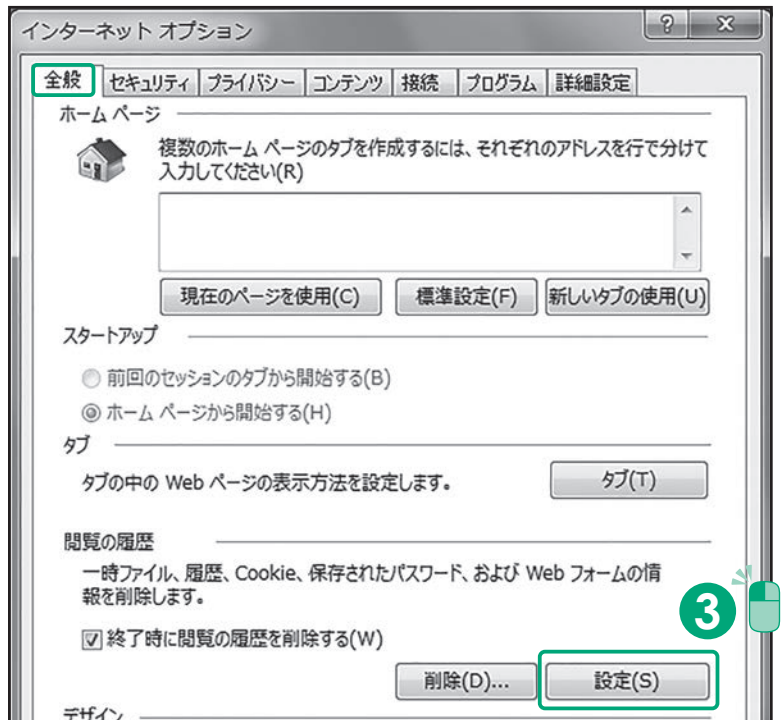 インターネット オプション
?
x
全般 セキュリティ プライバシー コンテンツ 接続 プログラム 詳細設定
ホーム ページ
複数のホーム ページのタブを作成するには、それぞれのアドレスを行で分けて
入力してください(R)
現在のページを使用(C) 標準設定(F) 新しいタブの使用(U)
スタートアップ
前回のセッションのタブから開始する(B)
ホーム ページから開始する(H)
タブ
タブの中の Web ページの表示方法を設定します。
タブ(T)
閲覧の履歴
一時ファイル、履歴、Cookie、保存されたパスワード、および Web フォームの情
報を削除します。
3
終了時に閲覧の履歴を削除する(W)
削除(D)... 設定(S)
デザイン